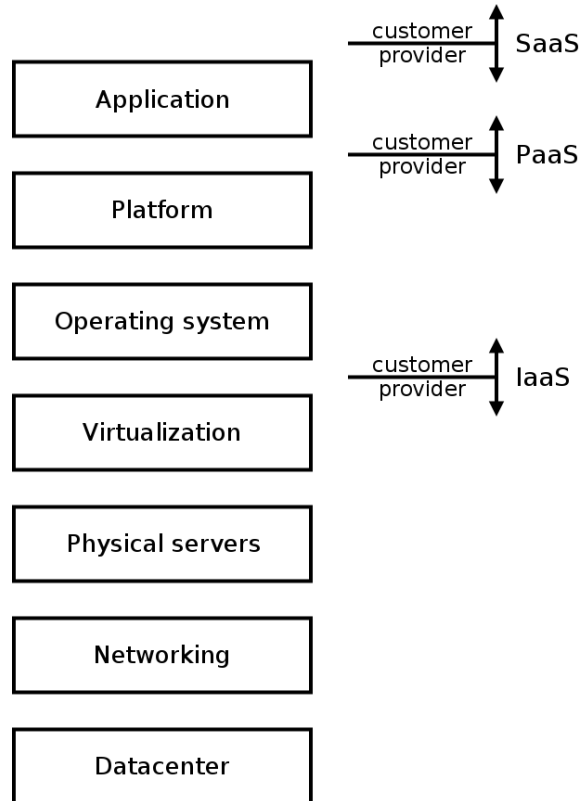 customer
provider
SaaS
Application
customer
provider
PaaS
Platform
Operating system
customer
provider
IaaS
Virtualization
Physical servers
Networking
Datacenter